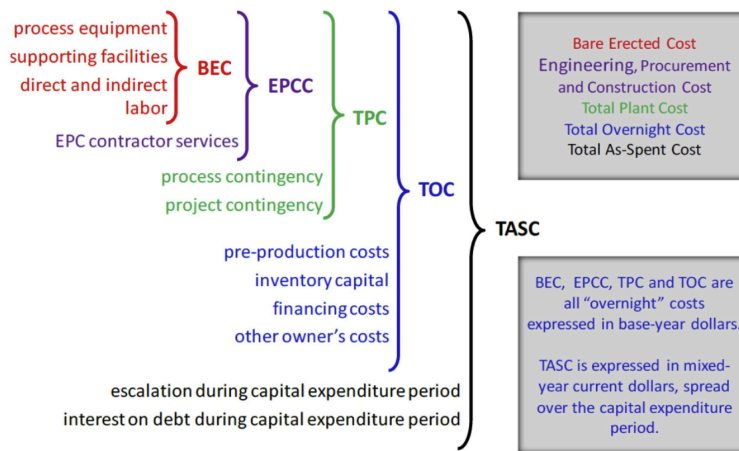 process equipment
supporting facilities
direct and indirect
labor
BEC
EPCC
EPC contractor services
TPC
process contingency
project contingency
TOC
pre-production costs
inventory capital
financing costs
other owner's costs
TASC
escalation during capital expenditure period
interest on debt during capital expenditure period
Bare Erected Cost
Engineering, Procurement
and Construction Cost
Total Plant Cost
Total Overnight Cost
Total As-Spent Cost
BEC, EPCC, TPC and TOC are
all “overnight” costs
expressed in base-year dollars.
TASC is expressed in mixed-
year current dollars, spread
over the capital expenditure
period.